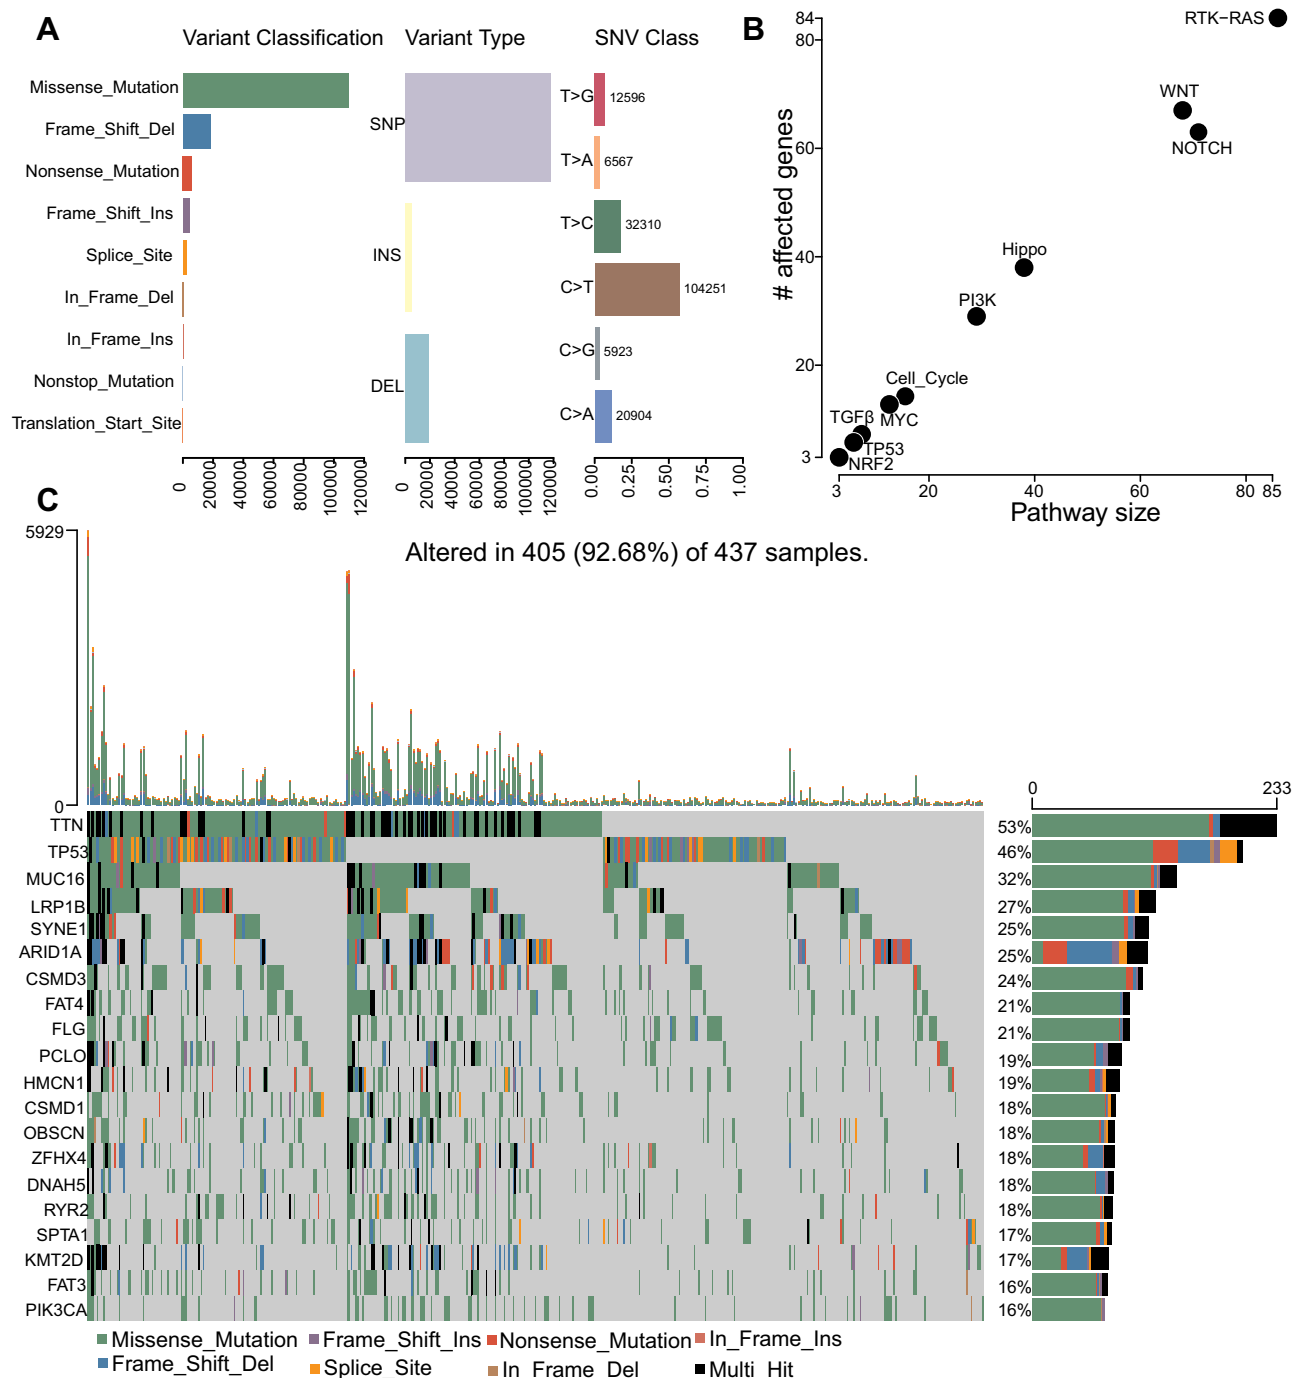 A
Variant Classification
Missense_Mutation
Frame_Shift_Del
Nonsense_Mutation
Frame_Shift_Ins
Splice_Site
In_Frame_Del
In_Frame_Ins
Nonstop_Mutation
Translation_Start_Site
0
20000
40000
60000
80000
100000
120000
Variant Type
SNP
INS
DEL
0
20000
40000
60000
80000
100000
120000
SNV Class
T>G 12596
T>A 6567
T>C 32310
C>T 104251
C>G 5923
C>A 20904
0.00
0.25
0.50
0.75
1.00
B
# affected genes
84
80
60
40
20
3
RTK−RAS
WNT
NOTCH
Hippo
PI3K
Cell_Cycle
MYC
TGFβ
TP53
NRF2
3 20 40 60 80 85
Pathway size
C
Altered in 405 (92.68%) of 437 samples.
5929
0
0 233
TTN 53%
TP53 46%
MUC16 32%
LRP1B 27%
SYNE1 25%
ARID1A 25%
CSMD3 24%
FAT4 21%
FLG 21%
PCLO 19%
HMCN1 19%
CSMD1 18%
OBSCN 18%
ZFHX4 18%
DNAH5 18%
RYR2 18%
SPTA1 17%
KMT2D 17%
FAT3 16%
PIK3CA 16%
Missense_Mutation Frame_Shift_Ins Nonsense_Mutation In_Frame_Ins
Frame_Shift_Del Splice_Site In_Frame_Del Multi_Hit